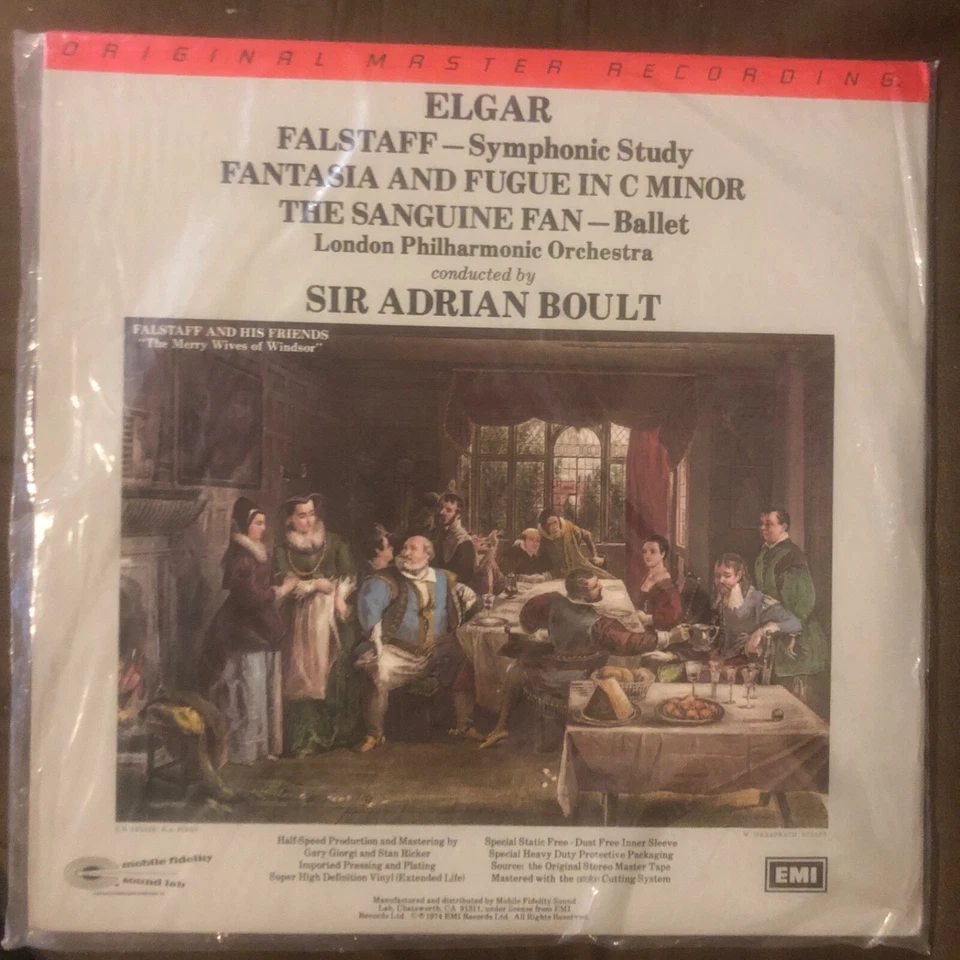 ORIGINAL MASTER RECORDING
ELGAR
FALSTAFF — Symphonic Study
FANTASIA AND FUGUE IN C MINOR
THE SANGUINE FAN — Ballet
London Philharmonic Orchestra
conducted by
SIR ADRIAN BOULT
FALSTAFF AND HIS FRIENDS
"The Merry Wives of Windsor"
mobile fidelity
sound lab
Half-Speed Production and Mastering by
Gary Giorgi and Stan Ricker
Imported Pressing and Plating
Super High Definition Vinyl (Extended Life)
Special Static Free - Dust Free Inner Sleeve
Special Heavy Duty Protective Packaging
Source: the Original Stereo Master Tape
Mastered with the Cutting System
EMI
Manufactured and distributed by Mobile Fidelity Sound
Lab, Chatsworth, CA 91311, under license from EMI
Records Ltd. ©℗ 1974 EMI Records Ltd. All Rights Reserved